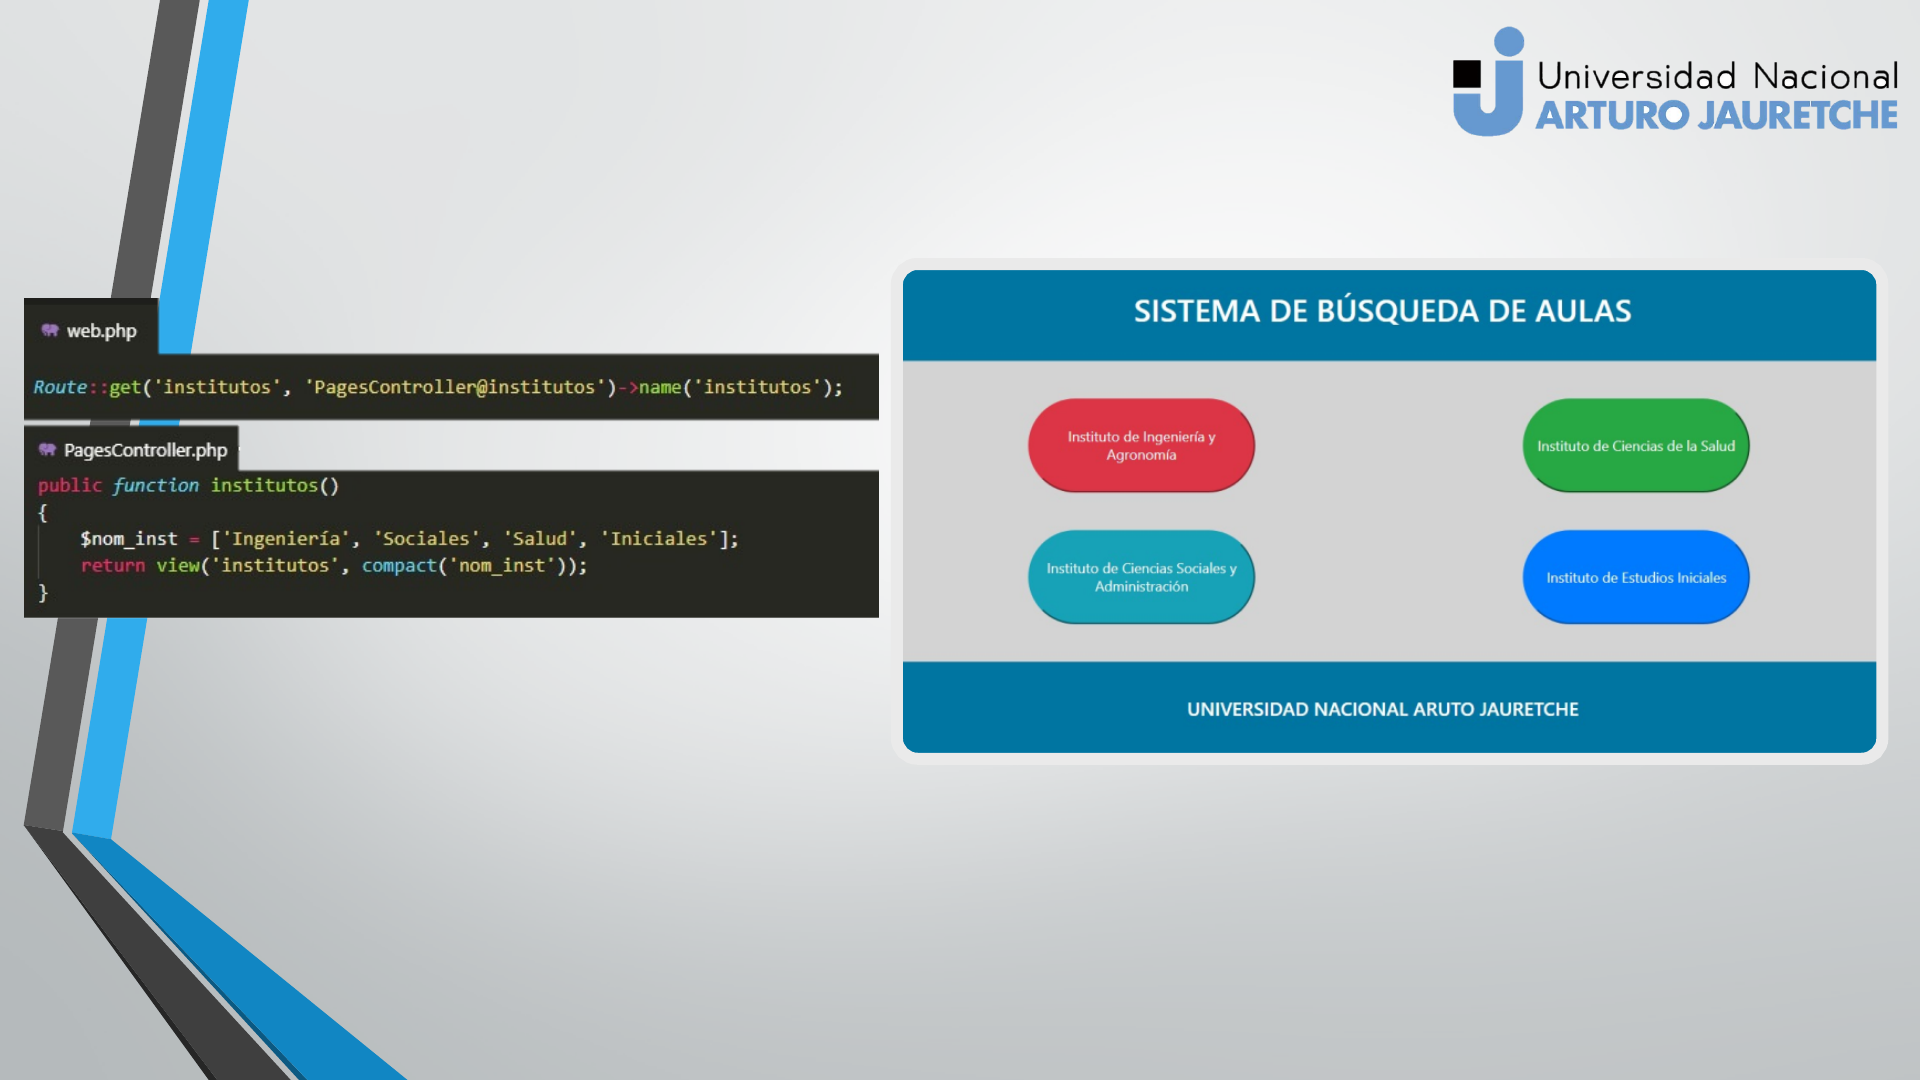 Universidad Nacional
ARTURO JAURETCHE
web.php
Route::get('institutos', 'PagesController@institutos')->name('institutos');
PagesController.php
public function institutos()
{
$nom_inst = ['Ingeniería', 'Sociales', 'Salud', 'Iniciales'];
return view('institutos', compact('nom_inst'));
}
SISTEMA DE BÚSQUEDA DE AULAS
Instituto de Ingeniería y
Agronomía
Instituto de Ciencias de la Salud
Instituto de Ciencias Sociales y
Administración
Instituto de Estudios Iniciales
UNIVERSIDAD NACIONAL ARUTO JAURETCHE